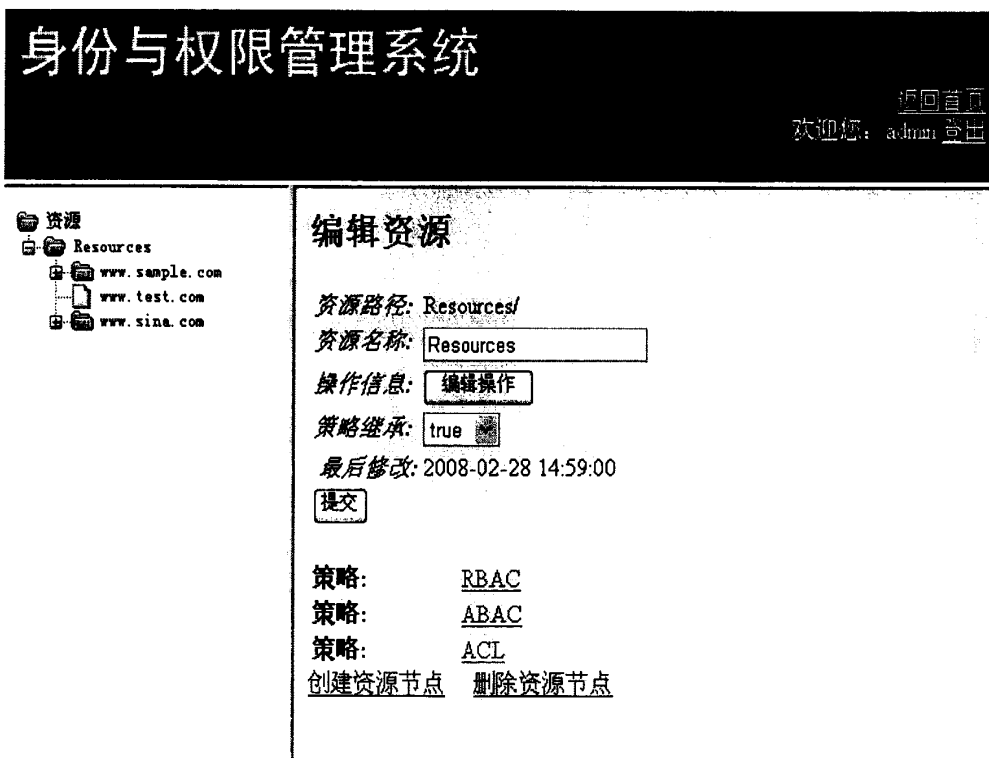 身份与权限管理系统
返回首页
欢迎您: admin 登出
资源
Resources
www.sample.com
www.test.com
www.sina.com
编辑资源
资源路径: Resources/
资源名称: Resources
操作信息: 编辑操作
策略继承: true
最后修改: 2008-02-28 14:59:00
提交
策略: RBAC
策略: ABAC
策略: ACL
创建资源节点 删除资源节点